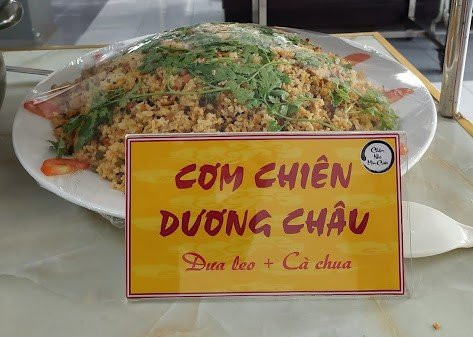 CƠM CHIÊN
DƯƠNG CHÂU
Dưa leo + Cà chua